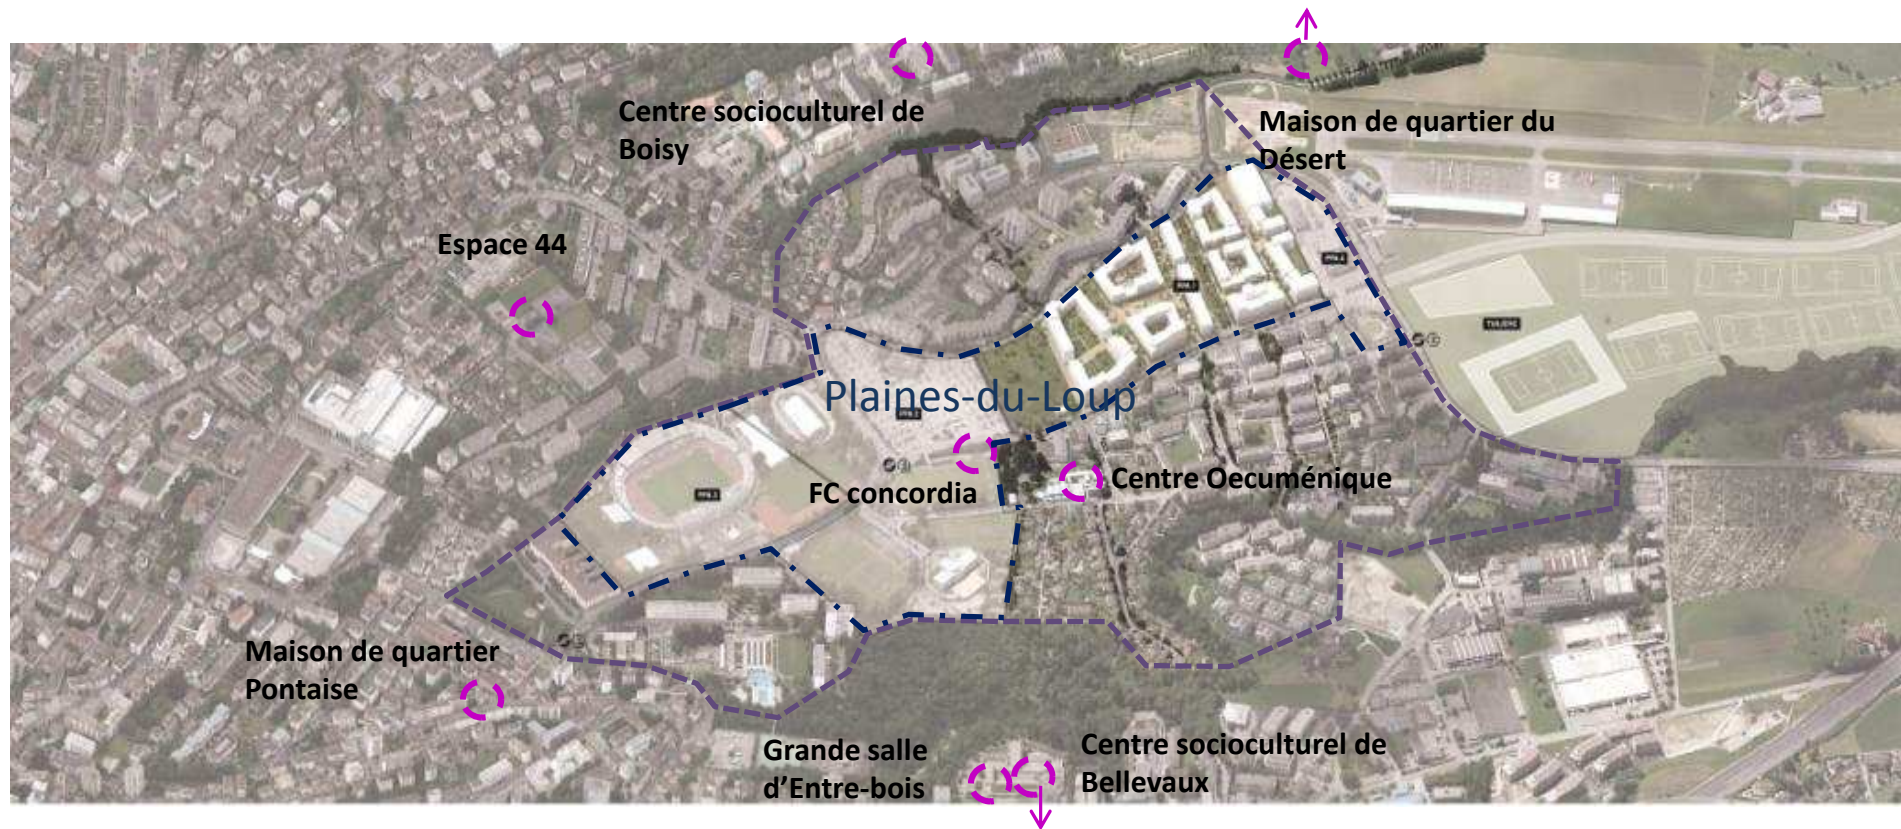 Centre socioculturel de
Boisy
Maison de quartier du
Désert
Espace 44
Plaines-du-Loup
FC concordia
Centre Oecuménique
Maison de quartier
Pontaise
Grande salle
d’Entre-bois
Centre socioculturel de
Bellevaux